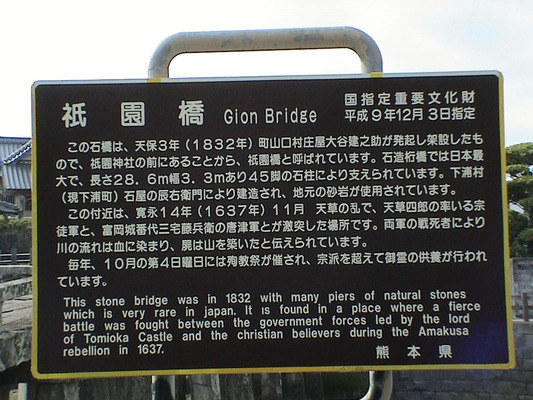 祇園橋 Gion Bridge
国指定重要文化財
平成9年12月3日指定
この石橋は、天保3年(1832年)町山口村庄屋大谷建之助が発起し架設したも
ので、祇園神社の前にあることから、祇園橋と呼ばれています。石造桁橋では日本最
大で、長さ28.6m幅3.3mあり45脚の石柱により支えられています。下浦村
(現下浦町)石屋の辰右衛門により建造され、地元の砂岩が使用されています。
この付近は、寛永14年(1637年)11月 天草の乱で、天草四郎の率いる宗
徒軍と、富岡城番代三宅藤兵衛の唐津軍とが激突した場所です。両軍の戦死者により
川の流れは血に染まり、屍は山を築いたと伝えられています。
毎年、10月の第4日曜日には殉教祭が催され、宗派を超えて御霊の供養が行われ
ています。
This stone bridge was in 1832 with many piers of natural stones
which is very rare in japan. It is found in a place where a fierce
battle was fought between the government forces led by the lord
of Tomioka Castle and the christian believers during the Amakusa
rebellion in 1637.
熊本県